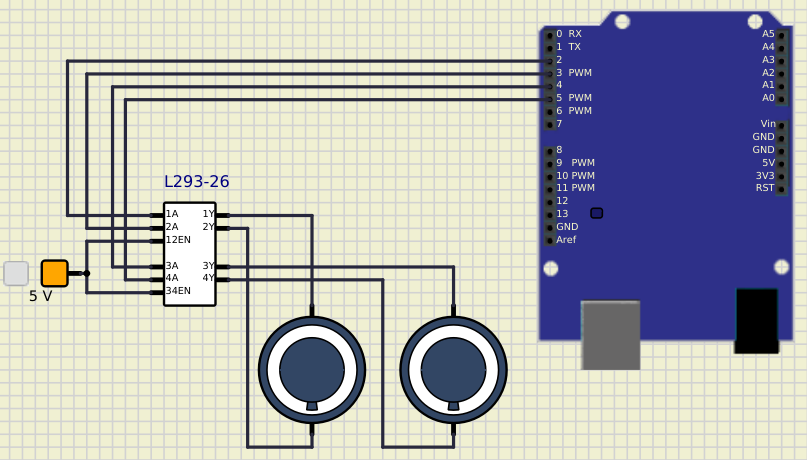 0 RX
1 TX
2
3 PWM
4
5 PWM
6 PWM
7
8
9 PWM
10 PWM
11 PWM
12
13
GND
Aref
A5
A4
A3
A2
A1
A0
Vin
GND
GND
5V
3V3
RST
L293-26
1A 1Y
2A 2Y
12EN
3A 3Y
4A 4Y
34EN
5 V